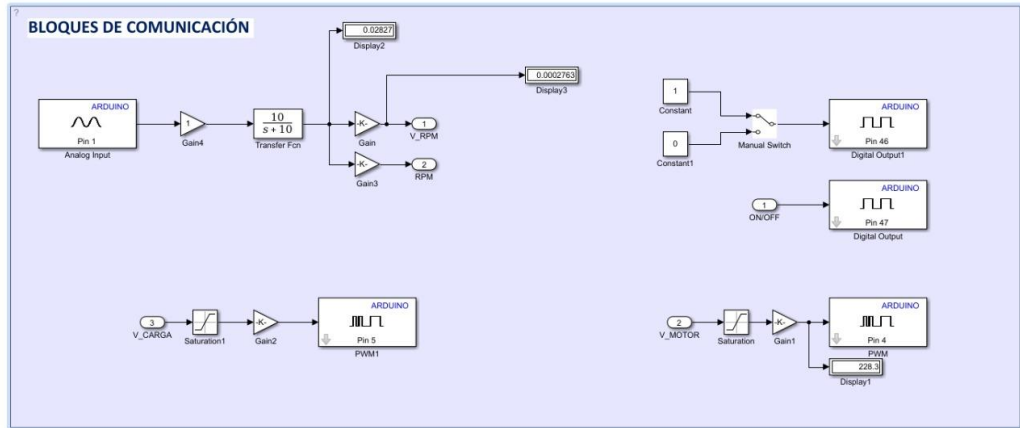 ?
BLOQUES DE COMUNICACIÓN
0.02827
Display2
0.0002763
Display3
ARDUINO
Pin 1
Analog Input
1
Gain4
10
s + 10
Transfer Fcn
-K-
Gain
1
V_RPM
-K-
Gain3
2
RPM
1
Constant
0
Constant1
Manual Switch
ARDUINO
Pin 46
Digital Output1
1
ON/OFF
ARDUINO
Pin 47
Digital Output
3
V_CARGA
Saturation1
-K-
Gain2
ARDUINO
Pin 5
PWM1
2
V_MOTOR
Saturation
-K-
Gain1
ARDUINO
Pin 4
PWM
228.3
Display1